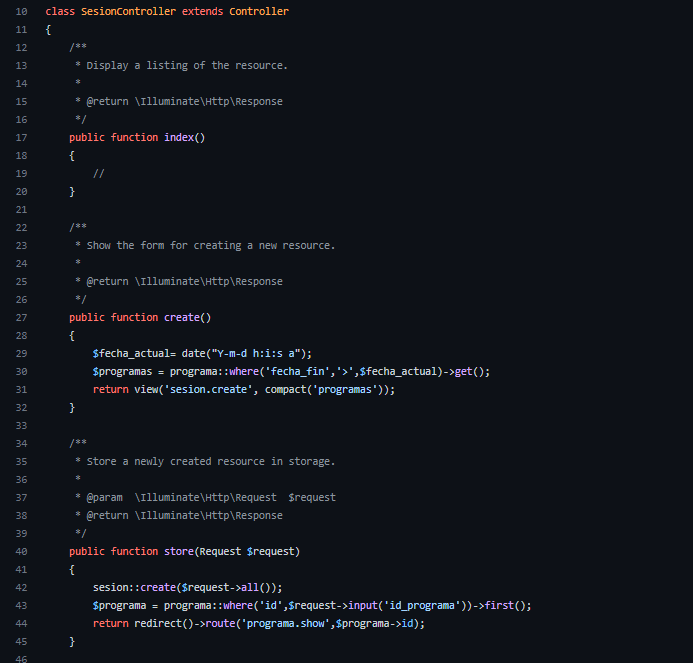 10 class SesionController extends Controller
11 {
12     /**
13      * Display a listing of the resource.
14      *
15      * @return \Illuminate\Http\Response
16      */
17     public function index()
18     {
19         //
20     }
21
22     /**
23      * Show the form for creating a new resource.
24      *
25      * @return \Illuminate\Http\Response
26      */
27     public function create()
28     {
29         $fecha_actual= date("Y-m-d h:i:s a");
30         $programas = programa::where('fecha_fin','>',$fecha_actual)->get();
31         return view('sesion.create', compact('programas'));
32     }
33
34     /**
35      * Store a newly created resource in storage.
36      *
37      * @param  \Illuminate\Http\Request  $request
38      * @return \Illuminate\Http\Response
39      */
40     public function store(Request $request)
41     {
42         sesion::create($request->all());
43         $programa = programa::where('id',$request->input('id_programa'))->first();
44         return redirect()->route('programa.show',$programa->id);
45     }
46